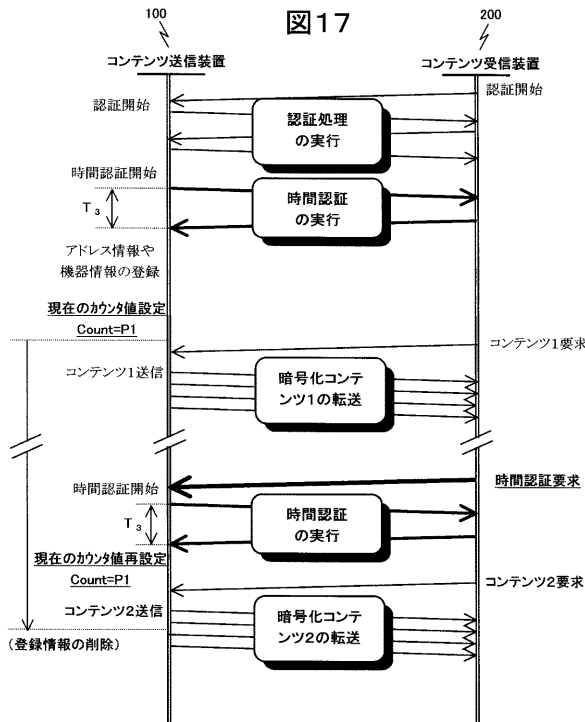 図17
100
200
コンテンツ送信装置
コンテンツ受信装置
認証開始
認証開始
認証処理
の実行
時間認証開始
T3
時間認証
の実行
アドレス情報や
機器情報の登録
現在のカウンタ値設定
Count=P1
コンテンツ1要求
コンテンツ1送信
暗号化コンテ
ンツ1の転送
時間認証要求
時間認証開始
T3
時間認証
の実行
現在のカウンタ値再設定
Count=P1
コンテンツ2要求
コンテンツ2送信
暗号化コンテ
ンツ2の転送
(登録情報の削除)